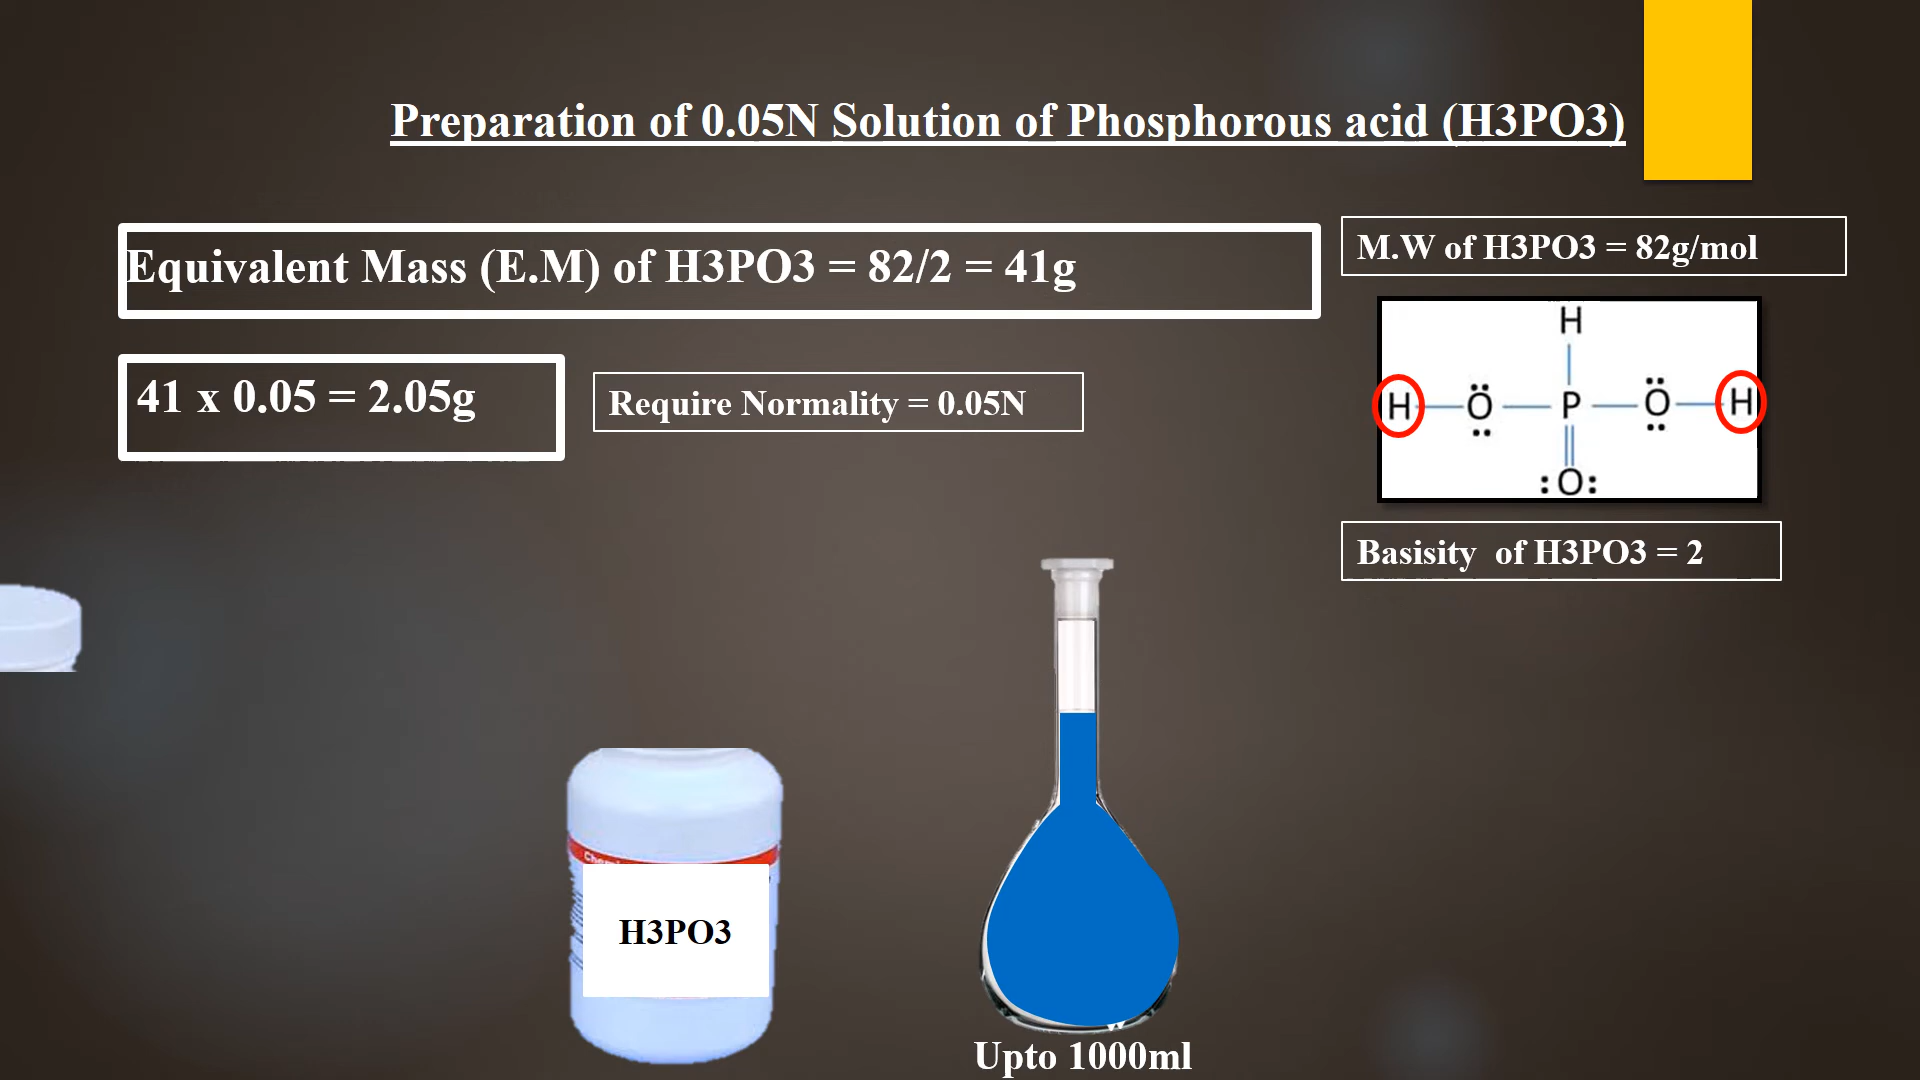 Preparation of 0.05N Solution of Phosphorous acid (H3PO3)
Equivalent Mass (E.M) of H3PO3 = 82/2 = 41g
M.W of H3PO3 = 82g/mol
41 x 0.05 = 2.05g
Require Normality = 0.05N
H
H O P O H
O
Basisity of H3PO3 = 2
H3PO3
Upto 1000ml